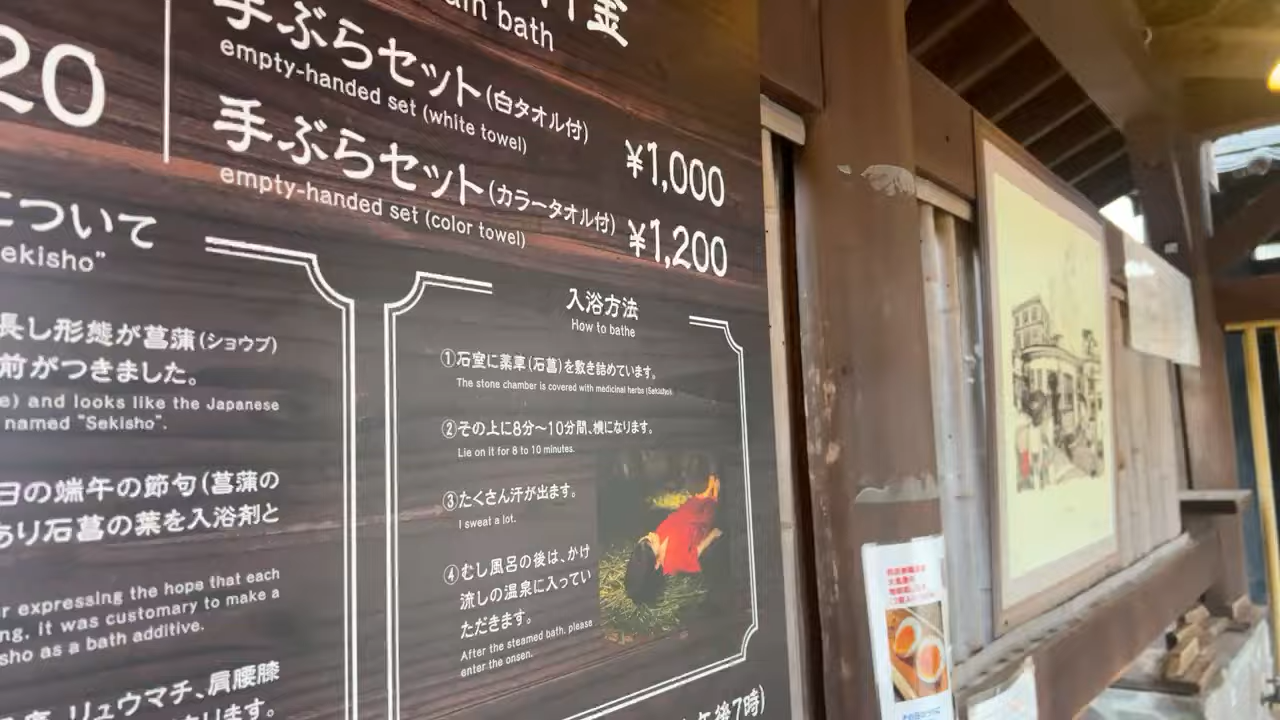 金
bath
手ぶらセット(白タオル付) ¥1,000
empty-handed set (white towel)
20
手ぶらセット(カラータオル付) ¥1,200
empty-handed set (color towel)
について
ekisho”
長し形態が菖蒲(ショウブ)
前がつきました。
e) and looks like the Japanese
named "Sekisho".
日の端午の節句(菖蒲の
あり石菖の葉を入浴剤と
r expressing the hope that each
ng, it was customary to make a
sho as a bath additive.
リュウマチ、肩腰膝
ります。
入浴方法
How to bathe
①石室に薬草(石菖)を敷き詰めています。
The stone chamber is covered with medicinal herbs (Sekisho).
②その上に8分〜10分間、横になります。
Lie on it for 8 to 10 minutes.
③たくさん汗が出ます。
I sweat a lot.
④むし風呂の後は、かけ
流しの温泉に入ってい
ただきます。
After the steamed bath, please
enter the onsen.
午後7時)